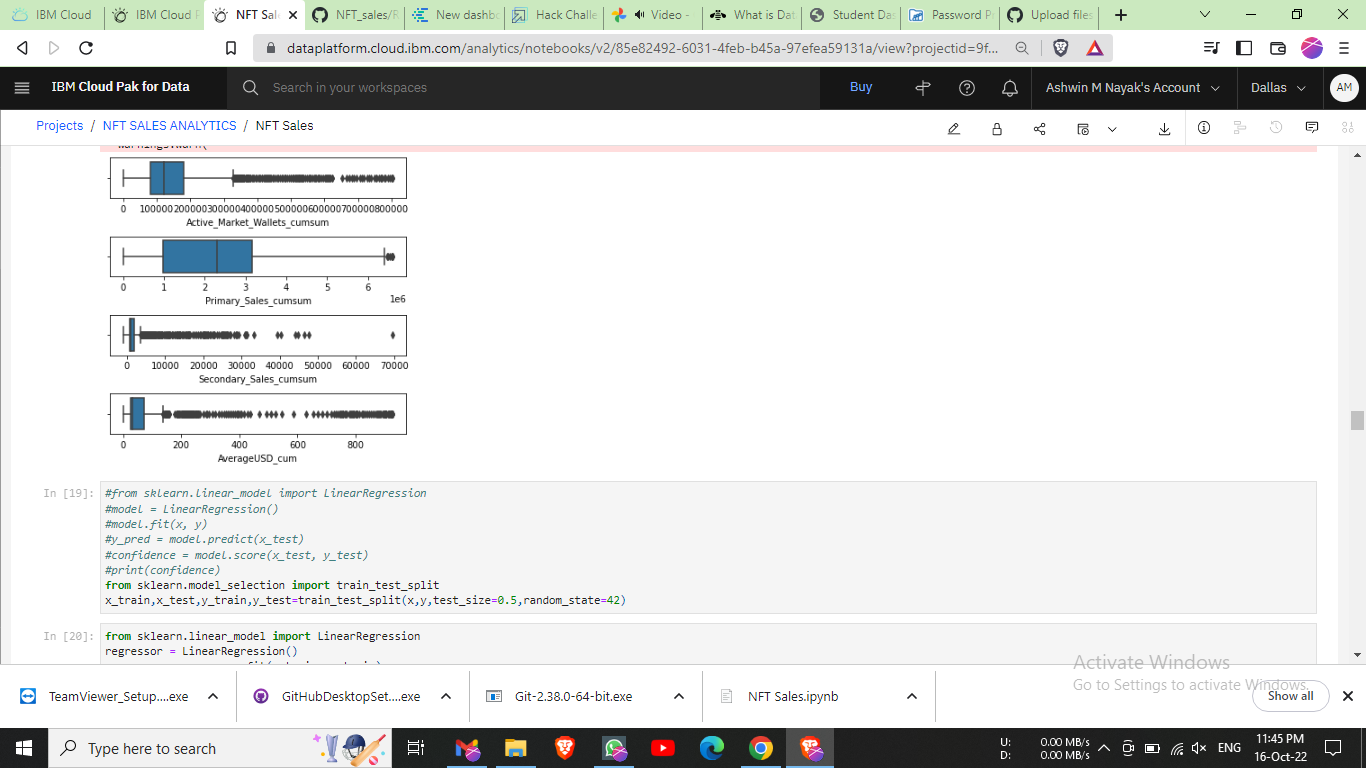 IBM Cloud
IBM Cloud P
NFT Sal
NFT_sales/R
New dashbo
Hack Challe
Video -
What is Dat
Student Das
Password Pr
Upload files
dataplatform.cloud.ibm.com/analytics/notebooks/v2/85e82492-6031-4feb-b45a-97efea59131a/view?projectid=9f...
IBM Cloud Pak for Data
Search in your workspaces
Buy
Ashwin M Nayak's Account
Dallas
AM
Projects / NFT SALES ANALYTICS / NFT Sales
warnings.warn(
0 100000 200000 300000 400000 500000 600000 700000 800000
Active_Market_Wallets_cumsum
0 1 2 3 4 5 6
1e6
Primary_Sales_cumsum
0 10000 20000 30000 40000 50000 60000 70000
Secondary_Sales_cumsum
0 200 400 600 800
AverageUSD_cum
In [19]:
#from sklearn.linear_model import LinearRegression
#model = LinearRegression()
#model.fit(x, y)
#y_pred = model.predict(x_test)
#confidence = model.score(x_test, y_test)
#print(confidence)
from sklearn.model_selection import train_test_split
x_train,x_test,y_train,y_test=train_test_split(x,y,test_size=0.5,random_state=42)
In [20]:
from sklearn.linear_model import LinearRegression
regressor = LinearRegression()
Activate Windows
Go to Settings to activate Windows.
TeamViewer_Setup....exe
GitHubDesktopSet....exe
Git-2.38.0-64-bit.exe
NFT Sales.ipynb
Show all
Type here to search
U: 0.00 MB/s
D: 0.00 MB/s
ENG
11:45 PM
16-Oct-22